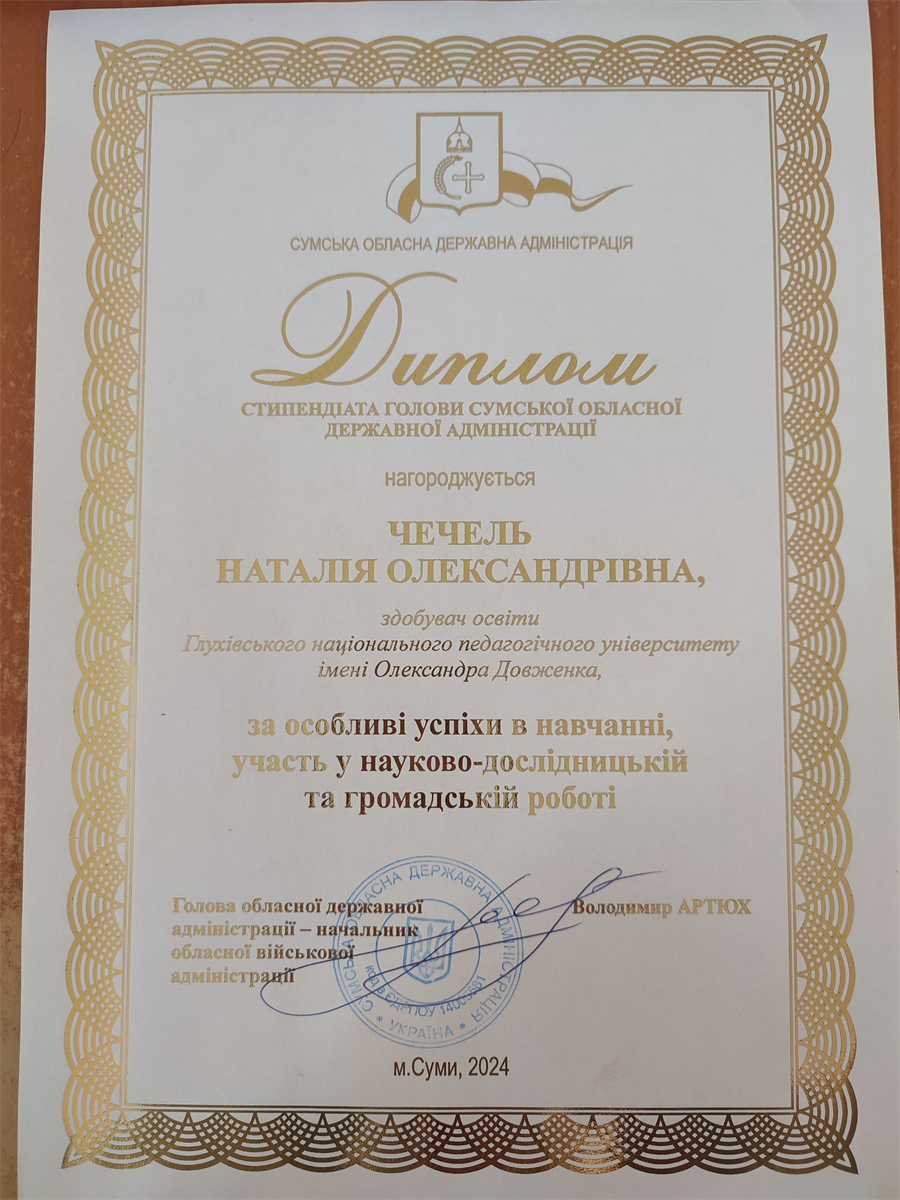 СУМСЬКА ОБЛАСНА ДЕРЖАВНА АДМІНІСТРАЦІЯ
Диплом
СТИПЕНДІАТА ГОЛОВИ СУМСЬКОЇ ОБЛАСНОЇ
ДЕРЖАВНОЇ АДМІНІСТРАЦІЇ
нагороджується
ЧЕЧЕЛЬ
НАТАЛІЯ ОЛЕКСАНДРІВНА,
здобувач освіти
Глухівського національного педагогічного університету
імені Олександра Довженка,
за особливі успіхи в навчанні,
участь у науково-дослідницькій
та громадській роботі
Голова обласної державної
адміністрації – начальник
обласної військової
адміністрації
Володимир АРТЮХ
СУМСЬКА ОБЛАСНА ДЕРЖАВНА АДМІНІСТРАЦІЯ
* УКРАЇНА *
код в ЄДРПОУ
м.Суми, 2024